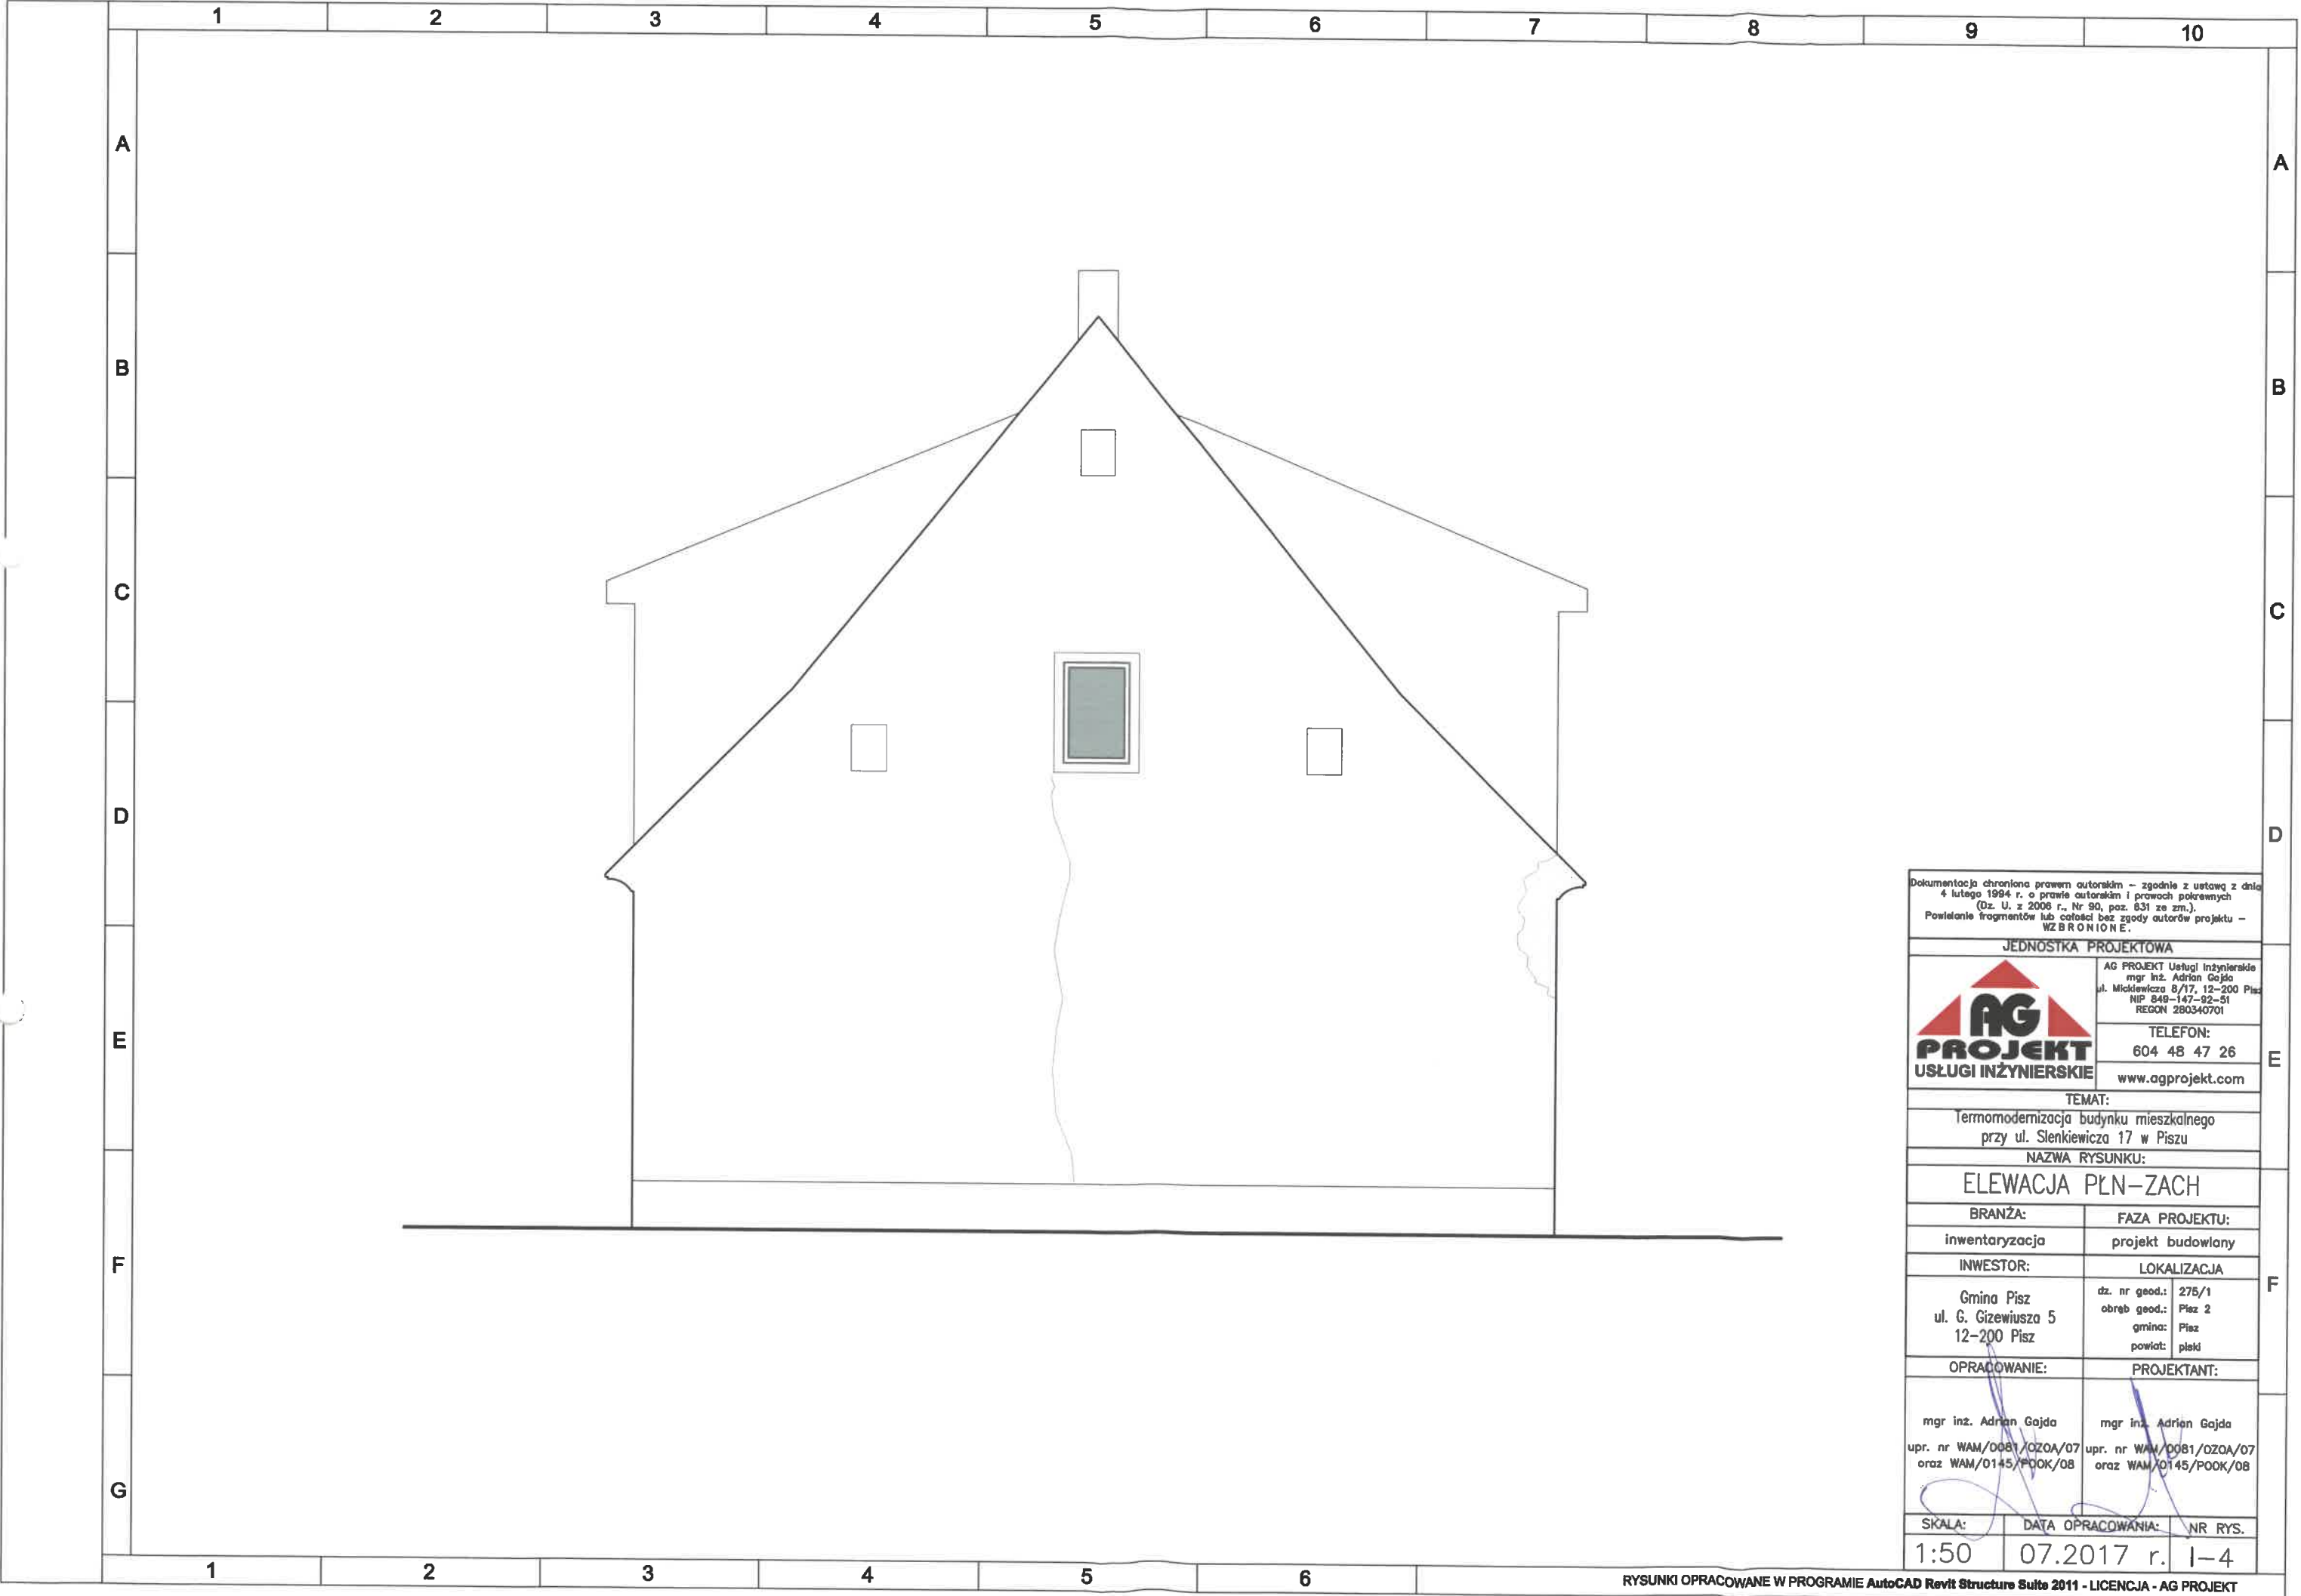 1 2 3 4 5 6 7 8 9 10
A A
B B
C C
D D
E E
F F
G
Dokumentacja chroniona prawem autorskim – zgodnie z ustawą z dnia
4 lutego 1994 r. o prawie autorskim i prawach pokrewnych
(Dz. U. z 2006 r., Nr 90, poz. 631 ze zm.).
Powielanie fragmentów lub całości bez zgody autorów projektu –
WZBRONIONE.
JEDNOSTKA PROJEKTOWA
AG
PROJEKT
USŁUGI INŻYNIERSKIE
AG PROJEKT Usługi Inżynierskie
mgr inż. Adrian Gajda
ul. Mickiewicza 8/17, 12-200 Pisz
NIP 849-147-92-51
REGON 280340701
TELEFON:
604 48 47 26
www.agprojekt.com
TEMAT:
Termomodernizacja budynku mieszkalnego
przy ul. Sienkiewicza 17 w Piszu
NAZWA RYSUNKU:
ELEWACJA PŁN-ZACH
BRANŻA: FAZA PROJEKTU:
inwentaryzacja projekt budowlany
INWESTOR: LOKALIZACJA
Gmina Pisz
ul. G. Gizewiusza 5
12-200 Pisz
dz. nr geod.: 275/1
obręb geod.: Pisz 2
gmina: Pisz
powiat: piski
OPRACOWANIE: PROJEKTANT:
mgr inż. Adrian Gajda
upr. nr WAM/0081/OZOA/07
oraz WAM/0145/POOK/08
mgr inż. Adrian Gajda
upr. nr WAM/0081/OZOA/07
oraz WAM/0145/POOK/08
SKALA: DATA OPRACOWANIA: NR RYS.
1:50 07.2017 r. I-4
1 2 3 4 5 6
RYSUNKI OPRACOWANE W PROGRAMIE AutoCAD Revit Structure Suite 2011 - LICENCJA - AG PROJEKT